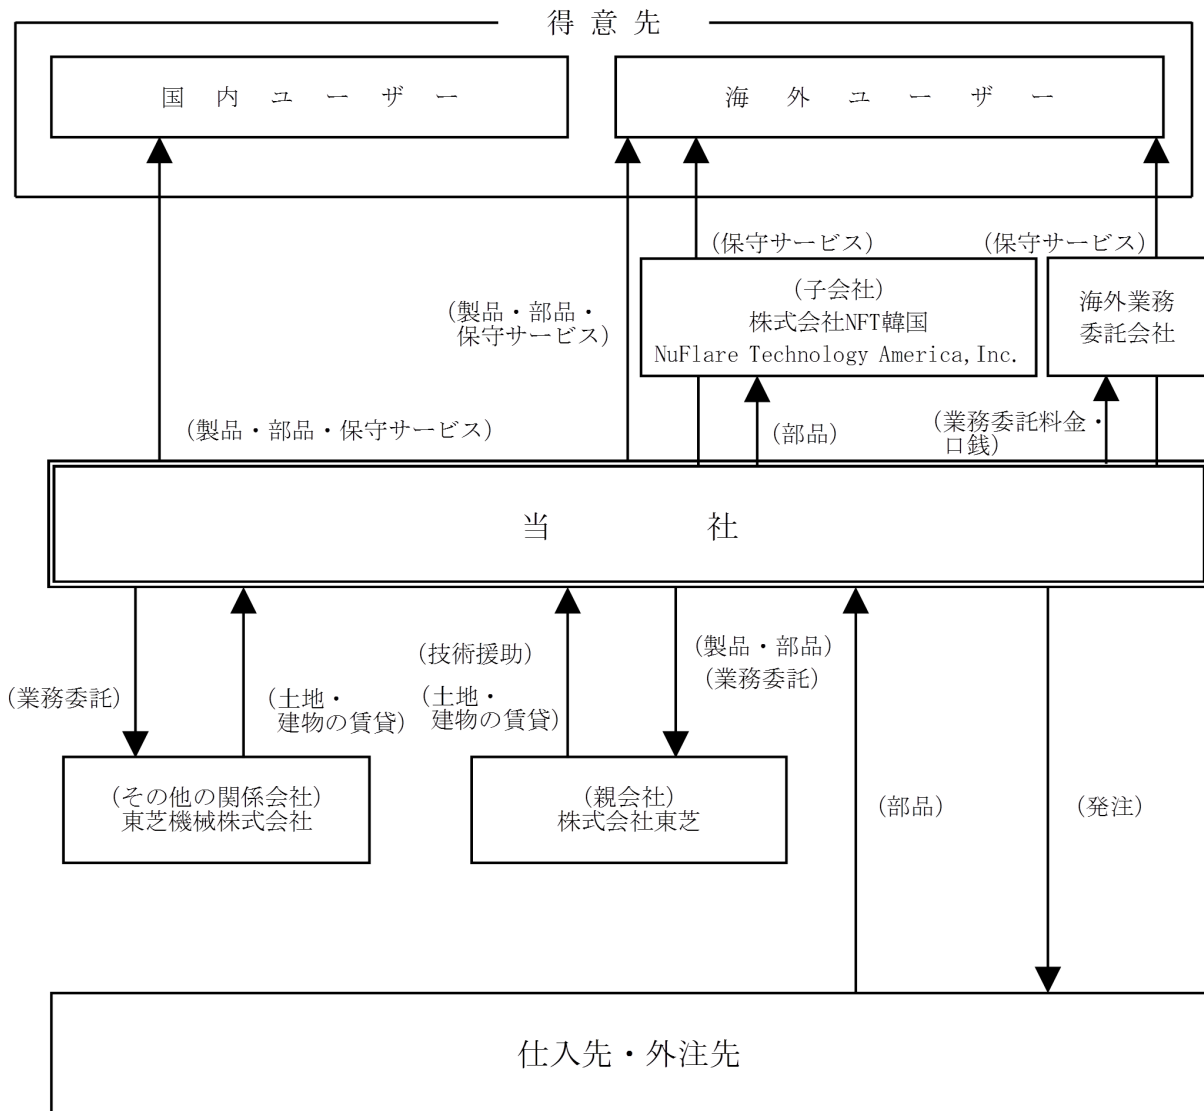 得意先
国内ユーザー
海外ユーザー
(保守サービス)
(保守サービス)
(製品・部品・
保守サービス)
(子会社)
株式会社NFT韓国
NuFlare Technology America,Inc.
海外業務
委託会社
(製品・部品・保守サービス)
(部品)
(業務委託料金・
口銭)
当社
(業務委託)
(土地・
建物の賃貸)
(技術援助)
(土地・
建物の賃貸)
(製品・部品)
(業務委託)
(その他の関係会社)
東芝機械株式会社
(親会社)
株式会社東芝
(部品)
(発注)
仕入先・外注先